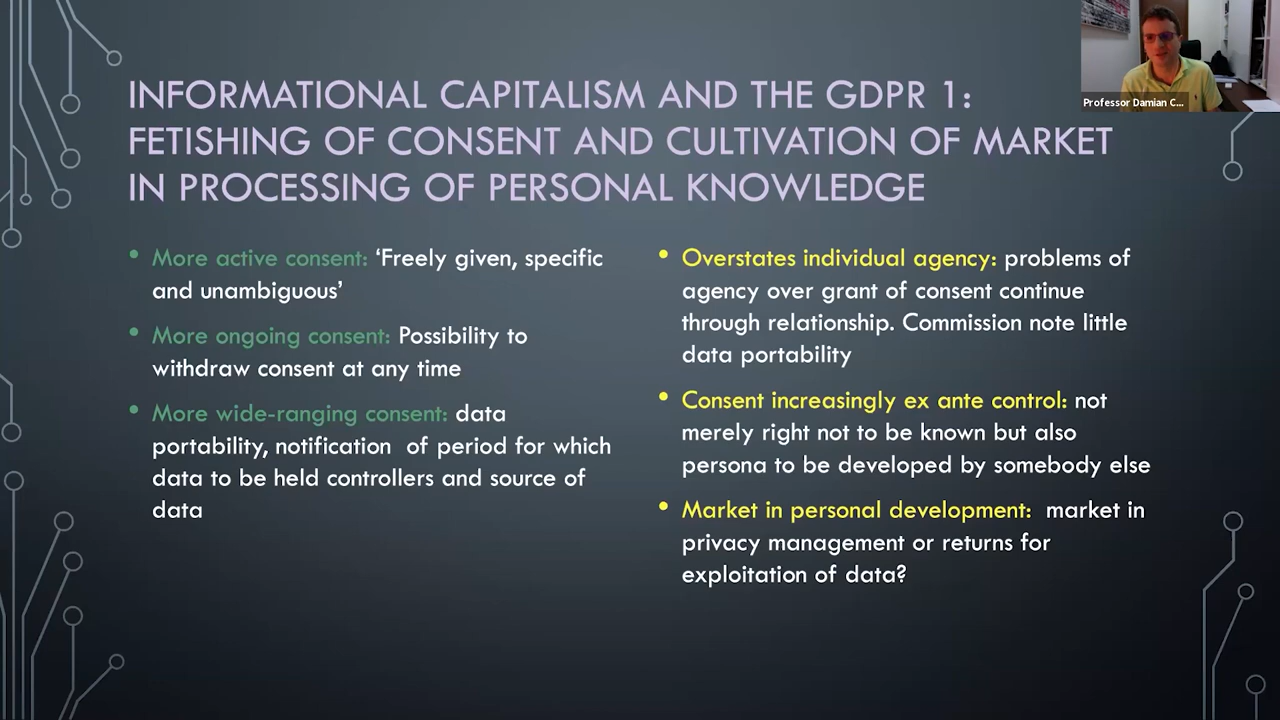 INFORMATIONAL CAPITALISM AND THE GDPR 1:
FETISHING OF CONSENT AND CULTIVATION OF MARKET
IN PROCESSING OF PERSONAL KNOWLEDGE
Professor Damian C...
• More active consent: ‘Freely given, specific
and unambiguous’
• More ongoing consent: Possibility to
withdraw consent at any time
• More wide-ranging consent: data
portability, notification of period for which
data to be held controllers and source of
data
• Overstates individual agency: problems of
agency over grant of consent continue
through relationship. Commission note little
data portability
• Consent increasingly ex ante control: not
merely right not to be known but also
persona to be developed by somebody else
• Market in personal development: market in
privacy management or returns for
exploitation of data?